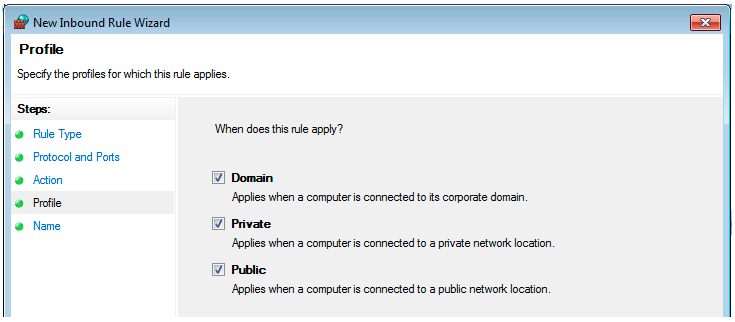 New Inbound Rule Wizard
Profile
Specify the profiles for which this rule applies.
Steps:
Rule Type
Protocol and Ports
Action
Profile
Name
When does this rule apply?
Domain
Applies when a computer is connected to its corporate domain.
Private
Applies when a computer is connected to a private network location.
Public
Applies when a computer is connected to a public network location.